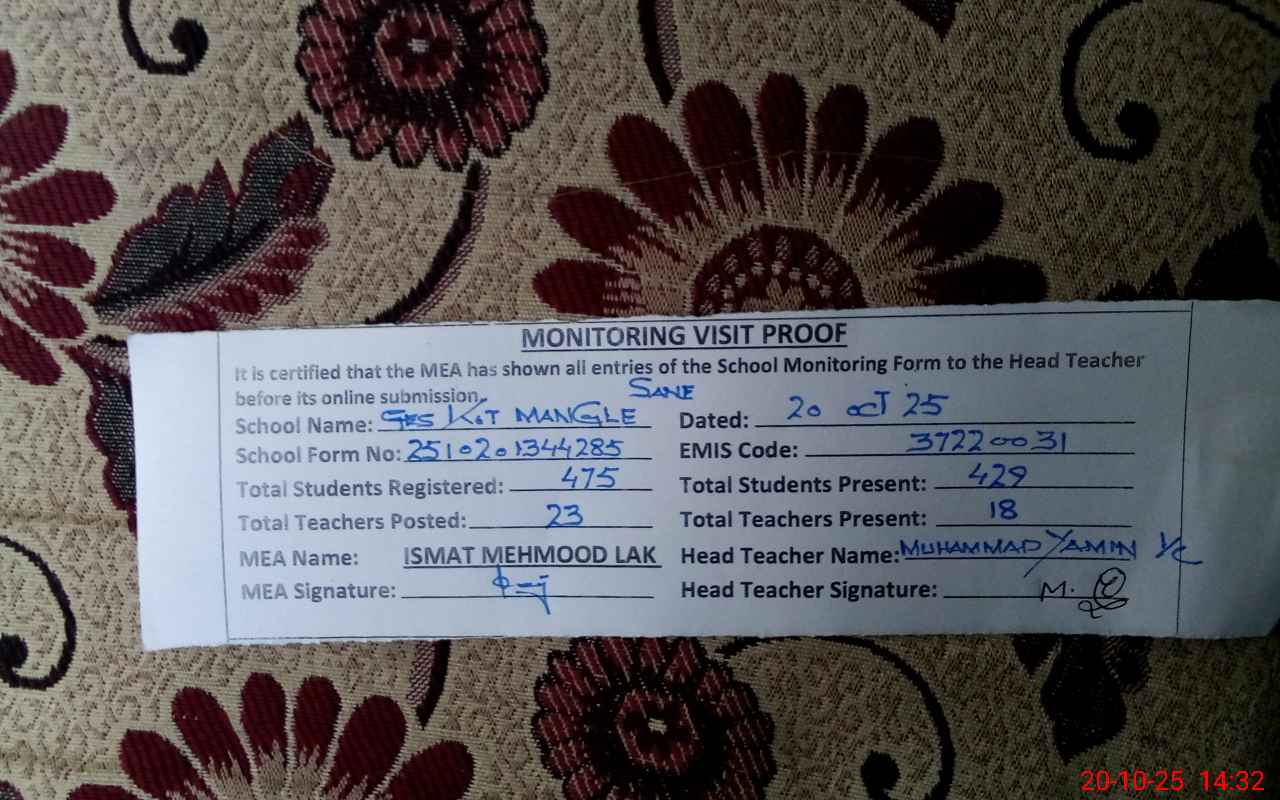 MONITORING VISIT PROOF
It is certified that the MEA has shown all entries of the School Monitoring Form to the Head Teacher
before its online submission.
SANE
School Name: GES KOT MANGLE Dated: 20 OCT 25
School Form No: 2510201344285 EMIS Code: 37220031
Total Students Registered: 475 Total Students Present: 429
Total Teachers Posted: 23 Total Teachers Present: 18
MEA Name: ISMAT MEHMOOD LAK Head Teacher Name: MUHAMMAD YAMIN I/C
MEA Signature: Head Teacher Signature: M.
20-10-25 14:32